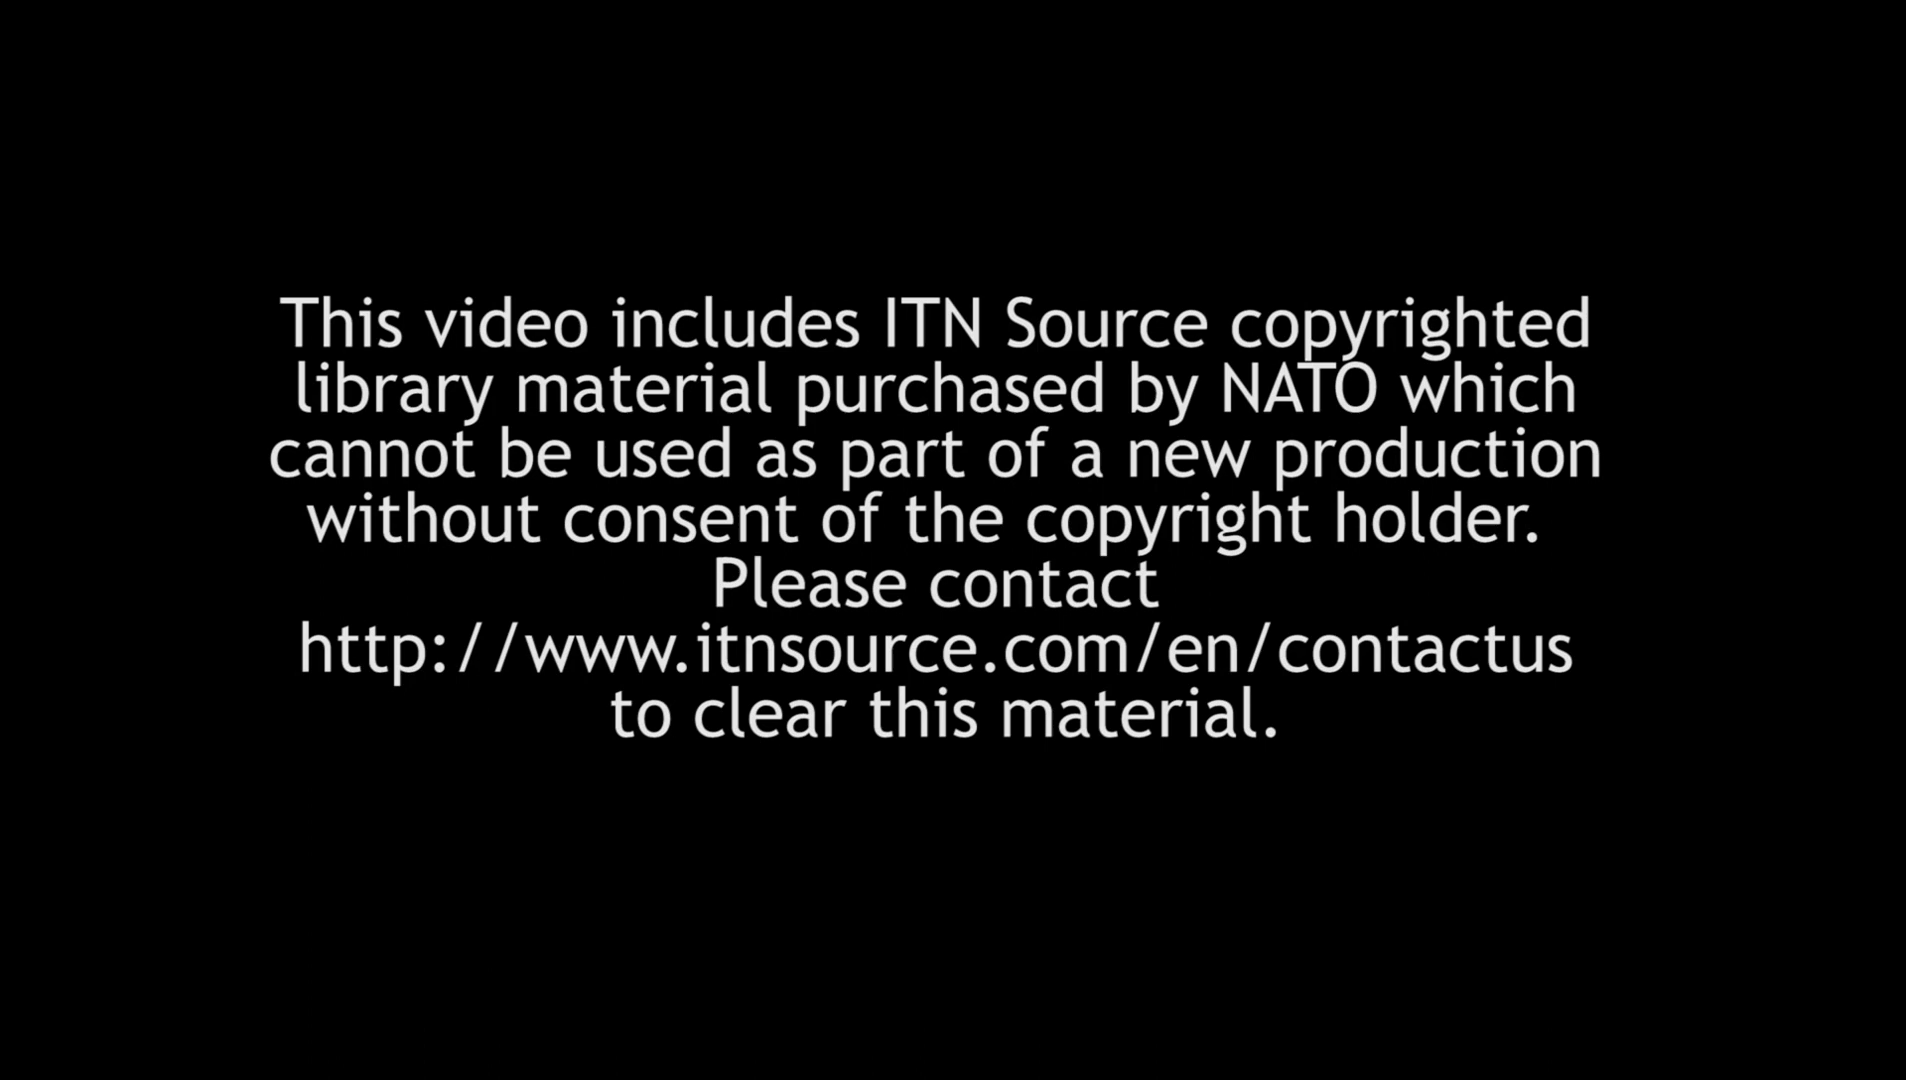 This video includes ITN Source copyrighted
library material purchased by NATO which
cannot be used as part of a new production
without consent of the copyright holder.
Please contact
http://www.itnsource.com/en/contactus
to clear this material.